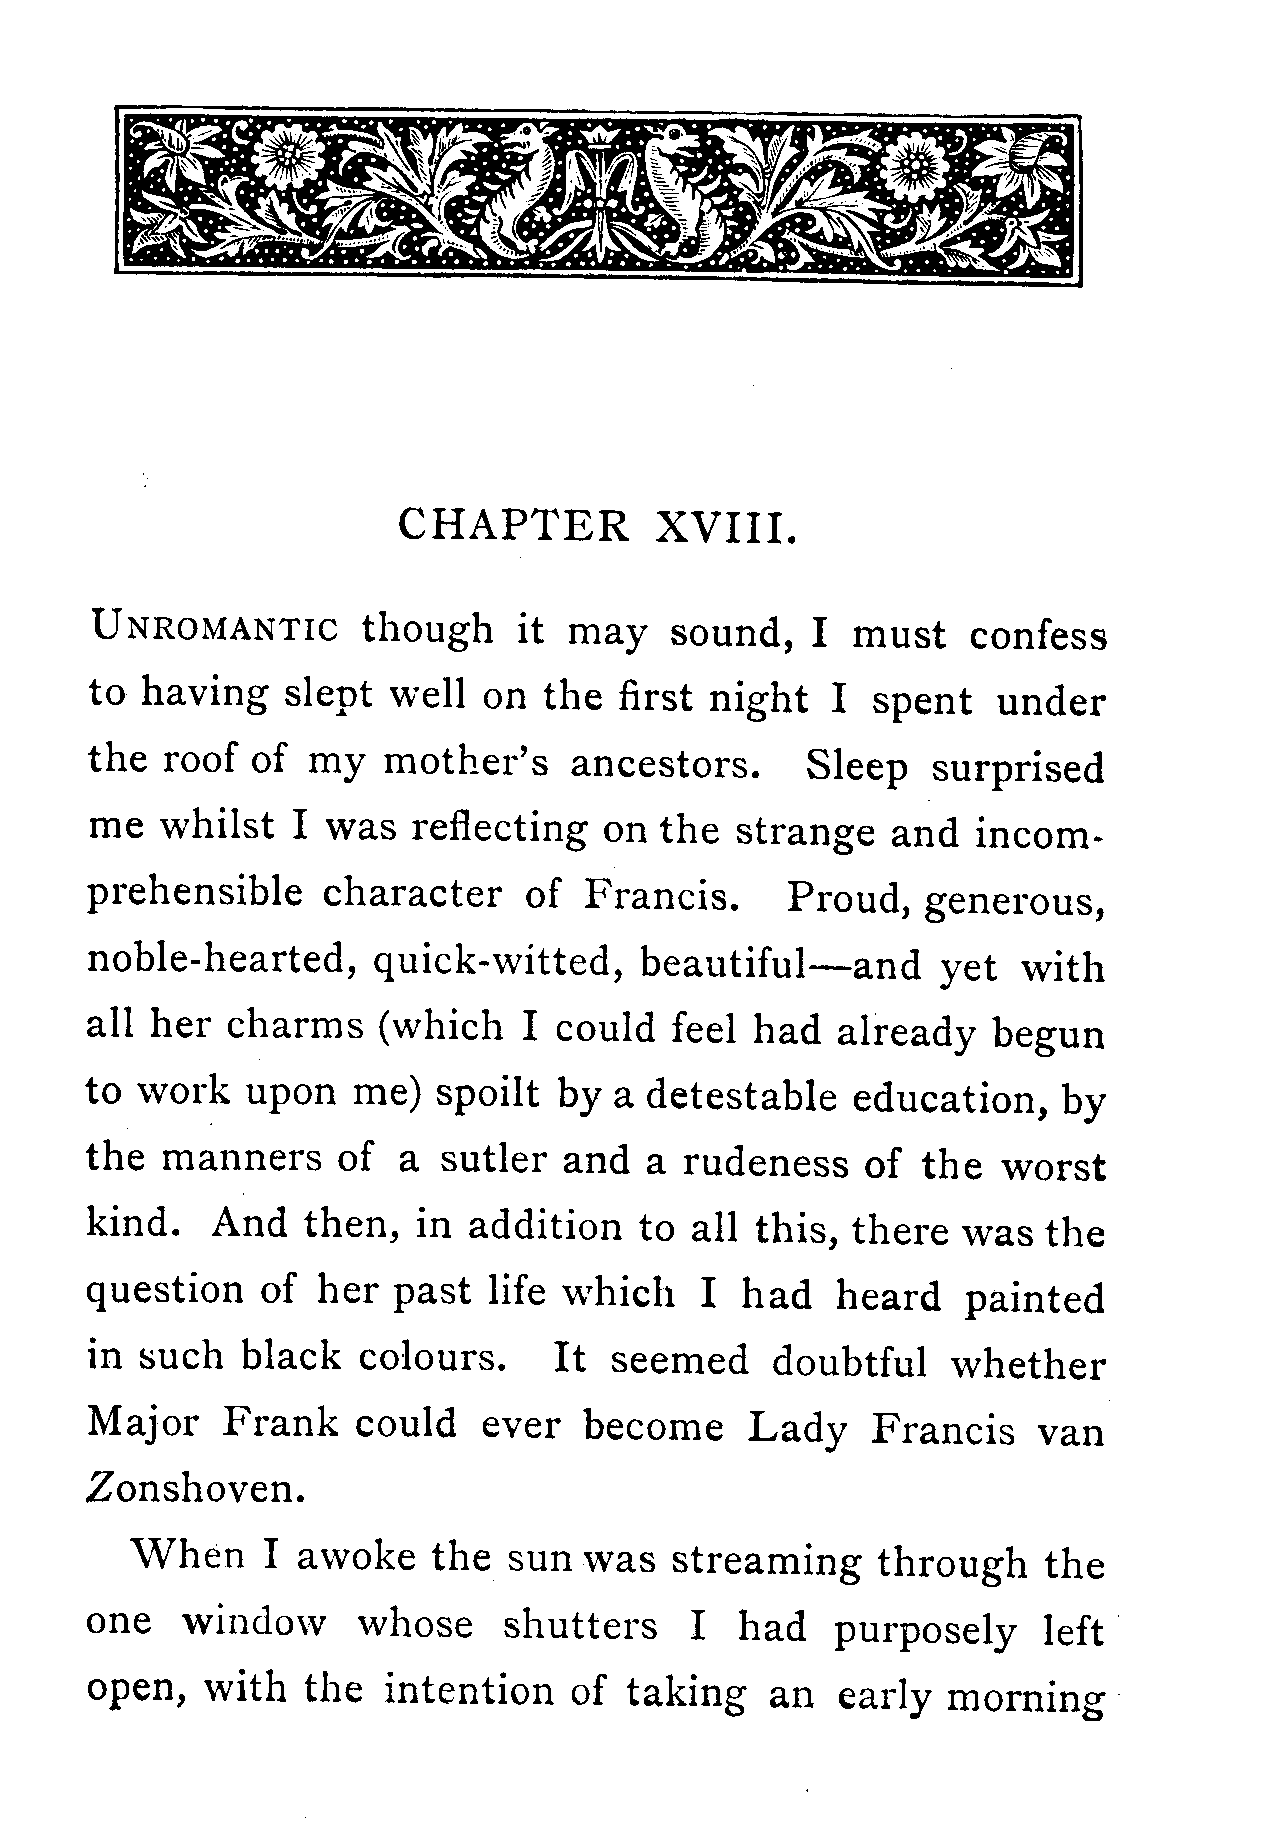 CHAPTER XVIII.
UNROMANTIC though it may sound, I must confess
to having slept well on the first night I spent under
the roof of my mother's ancestors. Sleep surprised
me whilst I was reflecting on the strange and incom-
prehensible character of Francis. Proud, generous,
noble-hearted, quick-witted, beautiful—and yet with
all her charms (which I could feel had already begun
to work upon me) spoilt by a detestable education, by
the manners of a sutler and a rudeness of the worst
kind. And then, in addition to all this, there was the
question of her past life which I had heard painted
in such black colours. It seemed doubtful whether
Major Frank could ever become Lady Francis van
Zonshoven.
When I awoke the sun was streaming through the
one window whose shutters I had purposely left
open, with the intention of taking an early morning